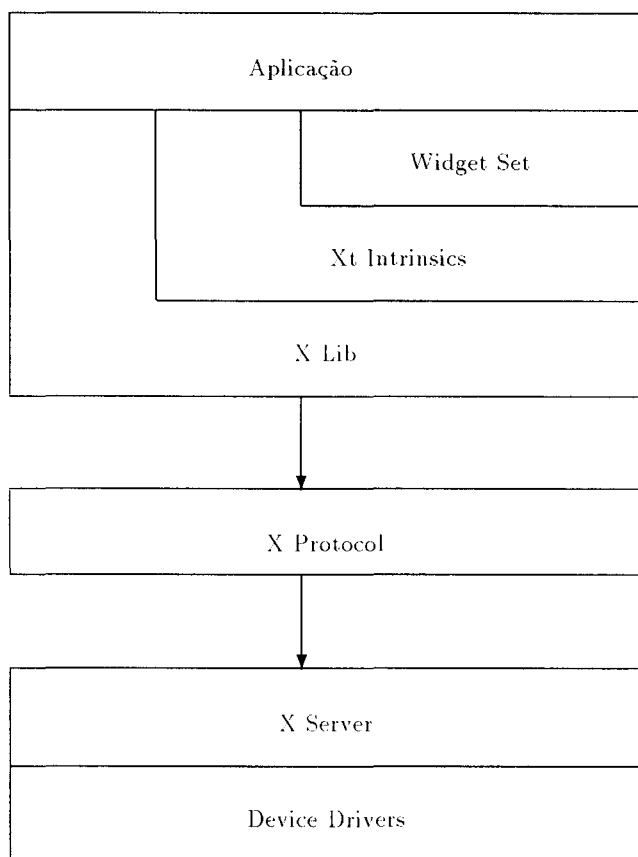 Aplicação
Widget Set
Xt Intrinsics
X Lib
X Protocol
X Server
Device Drivers